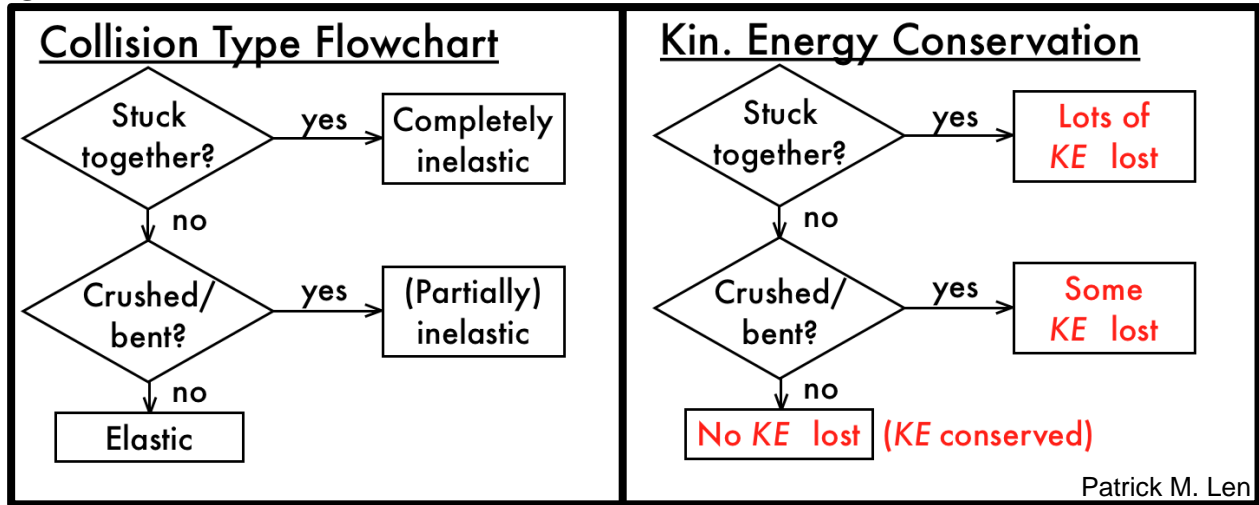 Collision Type Flowchart
Stuck
together?
yes
Completely
inelastic
no
Crushed/
bent?
yes
(Partially)
inelastic
no
Elastic
Kin. Energy Conservation
Stuck
together?
yes
Lots of
KE lost
no
Crushed/
bent?
yes
Some
KE lost
no
No KE lost (KE conserved)
Patrick M. Len